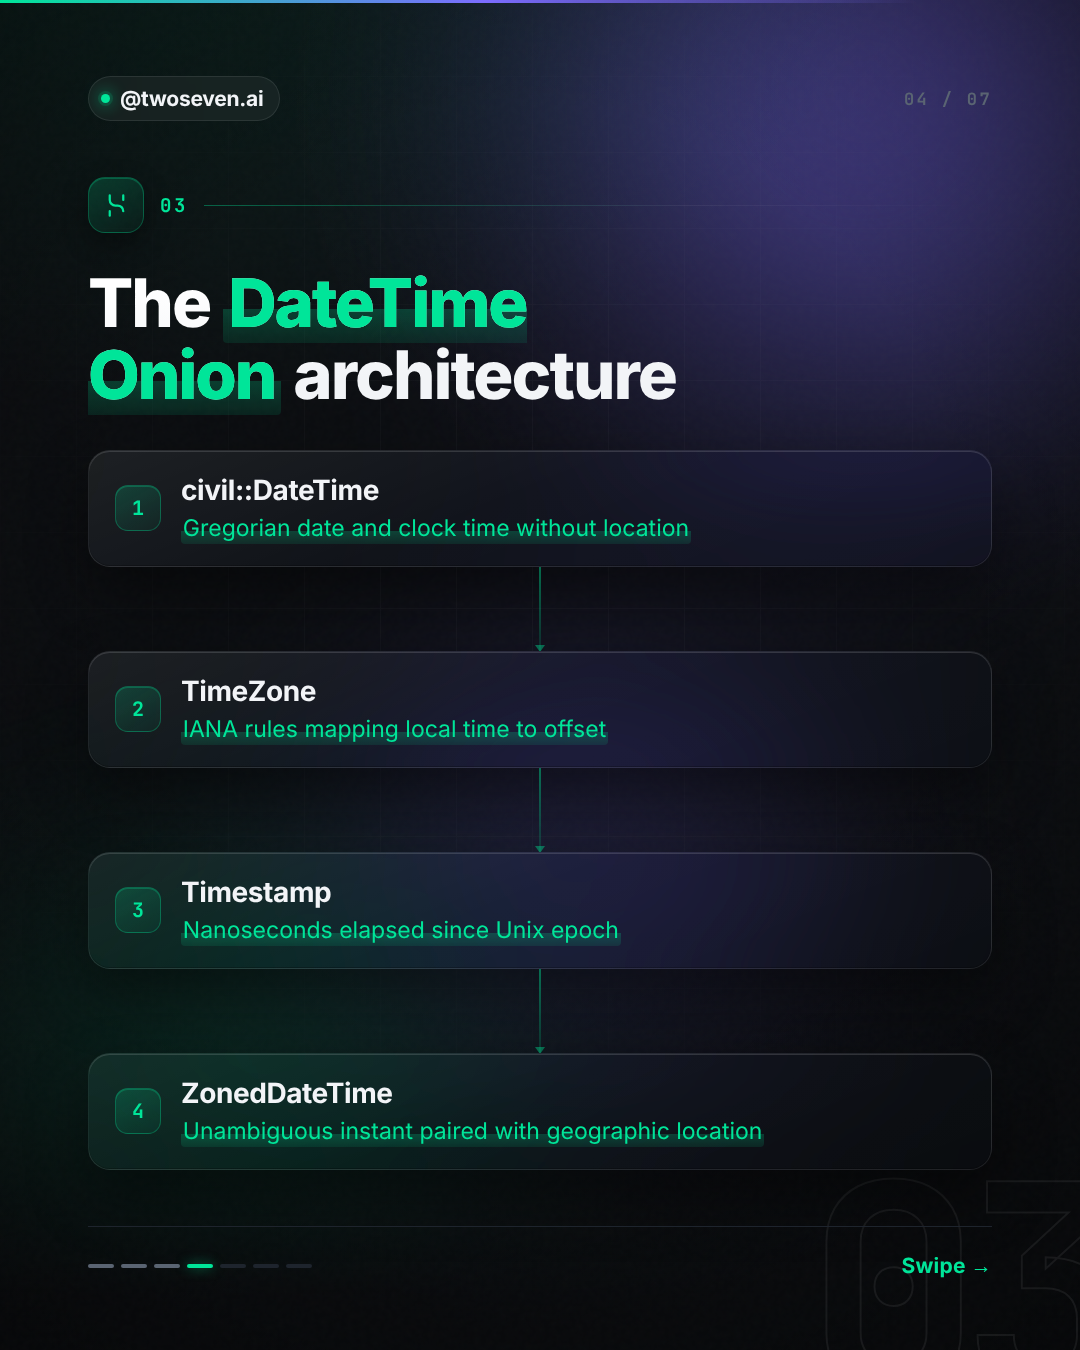 @twoseven.ai
04 / 07
03
The DateTime
Onion architecture
1
civil::DateTime
Gregorian date and clock time without location
2
TimeZone
IANA rules mapping local time to offset
3
Timestamp
Nanoseconds elapsed since Unix epoch
4
ZonedDateTime
Unambiguous instant paired with geographic location
03
Swipe →